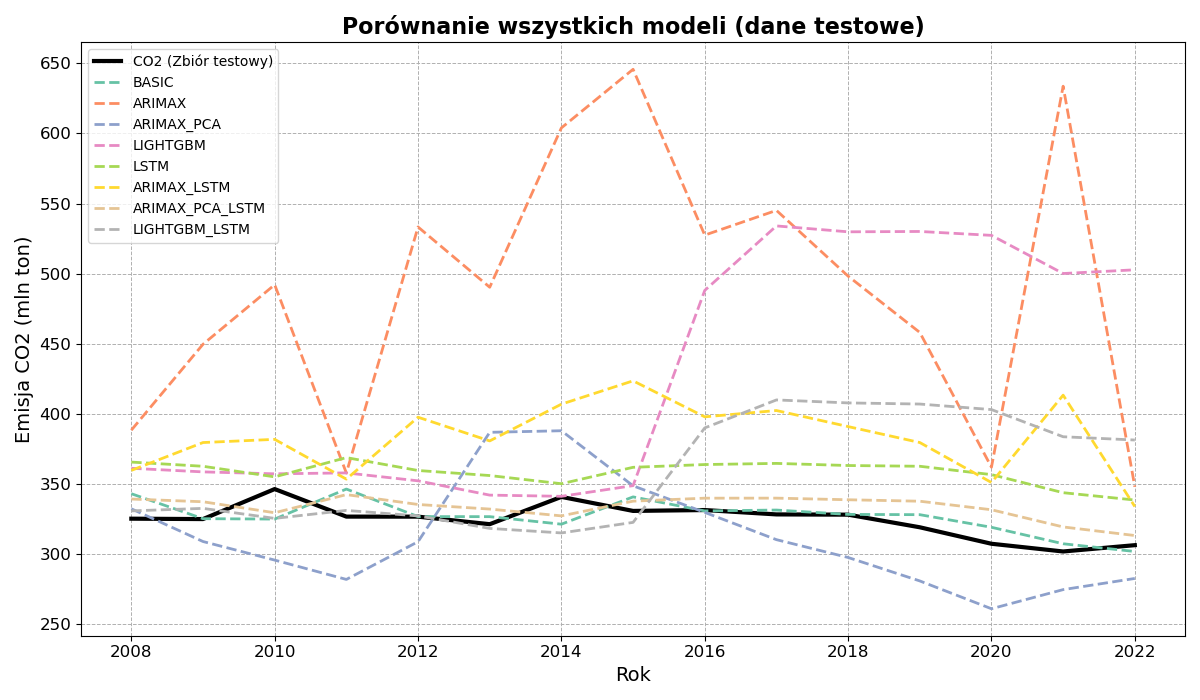 Porównanie wszystkich modeli (dane testowe)
CO2 (Zbiór testowy)
BASIC
ARIMAX
ARIMAX_PCA
LIGHTGBM
LSTM
ARIMAX_LSTM
ARIMAX_PCA_LSTM
LIGHTGBM_LSTM
Emisja CO2 (mln ton)
650
600
550
500
450
400
350
300
250
2008 2010 2012 2014 2016 2018 2020 2022
Rok